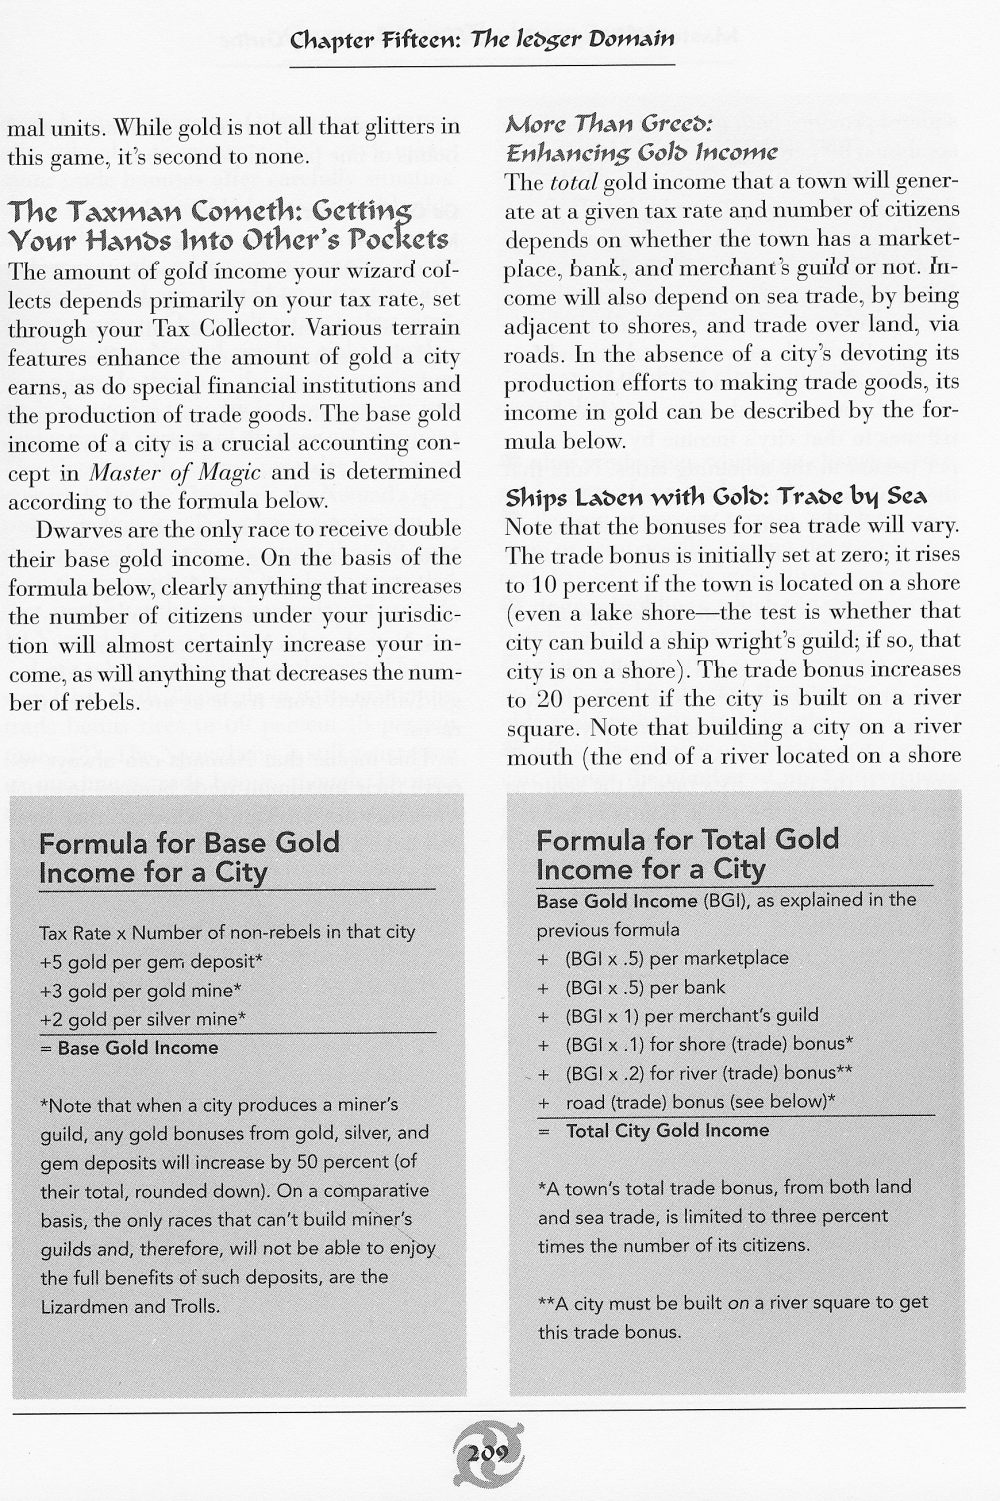 Chapter Fifteen: The ledger Domain
mal units. While gold is not all that glitters in
this game, it's second to none.
The Taxman Cometh: Getting
Your Hands Into Other's Pockets
The amount of gold income your wizard col-
lects depends primarily on your tax rate, set
through your Tax Collector. Various terrain
features enhance the amount of gold a city
earns, as do special financial institutions and
the production of trade goods. The base gold
income of a city is a crucial accounting con-
cept in Master of Magic and is determined
according to the formula below.
Dwarves are the only race to receive double
their base gold income. On the basis of the
formula below, clearly anything that increases
the number of citizens under your jurisdic-
tion will almost certainly increase your in-
come, as will anything that decreases the num-
ber of rebels.
Formula for Base Gold
Income for a City
Tax Rate x Number of non-rebels in that city
+5 gold per gem deposit*
+3 gold per gold mine*
+2 gold per silver mine*
= Base Gold Income
*Note that when a city produces a miner's
guild, any gold bonuses from gold, silver, and
gem deposits will increase by 50 percent (of
their total, rounded down). On a comparative
basis, the only races that can't build miner's
guilds and, therefore, will not be able to enjoy
the full benefits of such deposits, are the
Lizardmen and Trolls.
More Than Greed:
Enhancing Gold Income
The total gold income that a town will gener-
ate at a given tax rate and number of citizens
depends on whether the town has a market-
place, bank, and merchant's guild or not. In-
come will also depend on sea trade, by being
adjacent to shores, and trade over land, via
roads. In the absence of a city's devoting its
production efforts to making trade goods, its
income in gold can be described by the for-
mula below.
Ships Laden with Gold: Trade by Sea
Note that the bonuses for sea trade will vary.
The trade bonus is initially set at zero; it rises
to 10 percent if the town is located on a shore
(even a lake shore—the test is whether that
city can build a ship wright's guild; if so, that
city is on a shore). The trade bonus increases
to 20 percent if the city is built on a river
square. Note that building a city on a river
mouth (the end of a river located on a shore
Formula for Total Gold
Income for a City
Base Gold Income (BGI), as explained in the
previous formula
+ (BGI x .5) per marketplace
+ (BGI x .5) per bank
+ (BGI x 1) per merchant's guild
+ (BGI x .1) for shore (trade) bonus*
+ (BGI x .2) for river (trade) bonus**
+ road (trade) bonus (see below)*
= Total City Gold Income
*A town's total trade bonus, from both land
and sea trade, is limited to three percent
times the number of its citizens.
**A city must be built on a river square to get
this trade bonus.
209